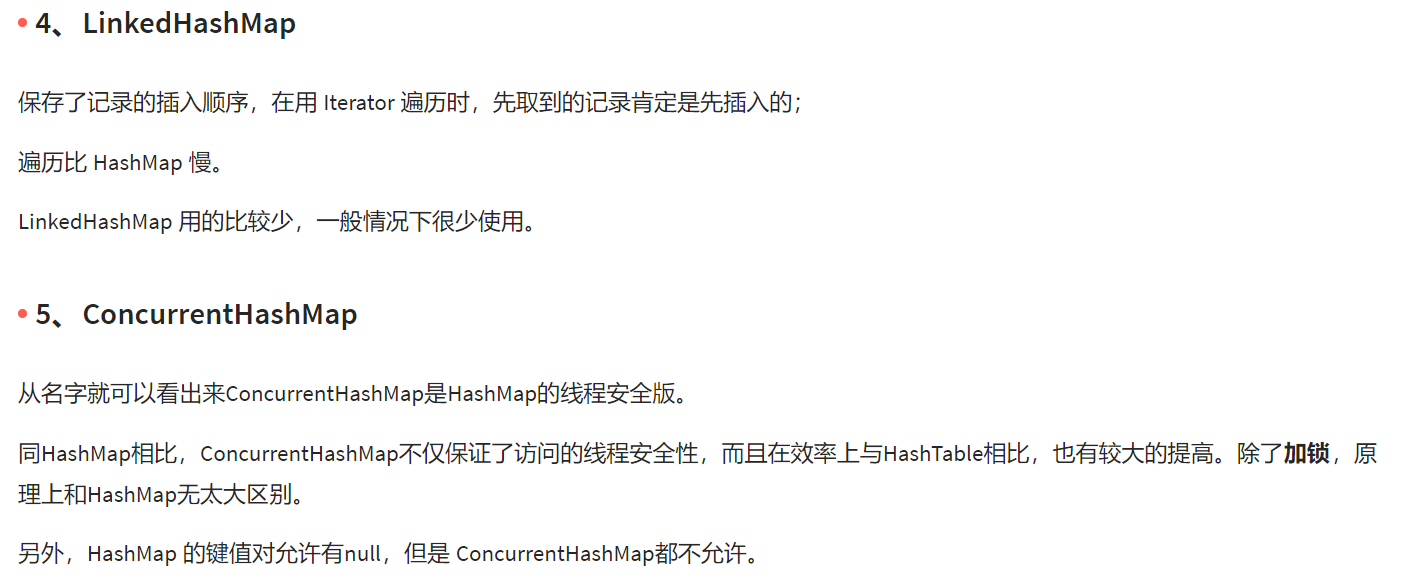 4、 LinkedHashMap
保存了记录的插入顺序，在用 Iterator 遍历时，先取到的记录肯定是先插入的；
遍历比 HashMap 慢。
LinkedHashMap 用的比较少，一般情况下很少使用。
5、 ConcurrentHashMap
从名字就可以看出来ConcurrentHashMap是HashMap的线程安全版。
同HashMap相比，ConcurrentHashMap不仅保证了访问的线程安全性，而且在效率上与HashTable相比，也有较大的提高。除了加锁，原
理上和HashMap无太大区别。
另外，HashMap 的键值对允许有null，但是 ConcurrentHashMap都不允许。